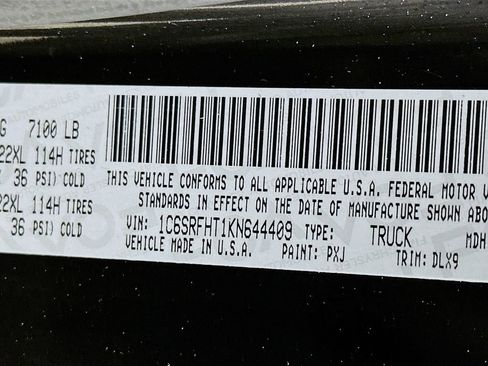 G 7100 LB
22XL 114H TIRES
36 PSI) COLD
22XL 114H TIRES
36 PSI) COLD
THIS VEHICLE CONFORMS TO ALL APPLICABLE U.S.A. FEDERAL MOTOR V
STANDARDS IN EFFECT ON THE DATE OF MANUFACTURE SHOWN ABO
VIN: 1C6SRFHT1KN644409 TYPE: TRUCK MDH
VEHICLE MADE IN U.S.A. PAINT: PXJ TRIM: DLX9